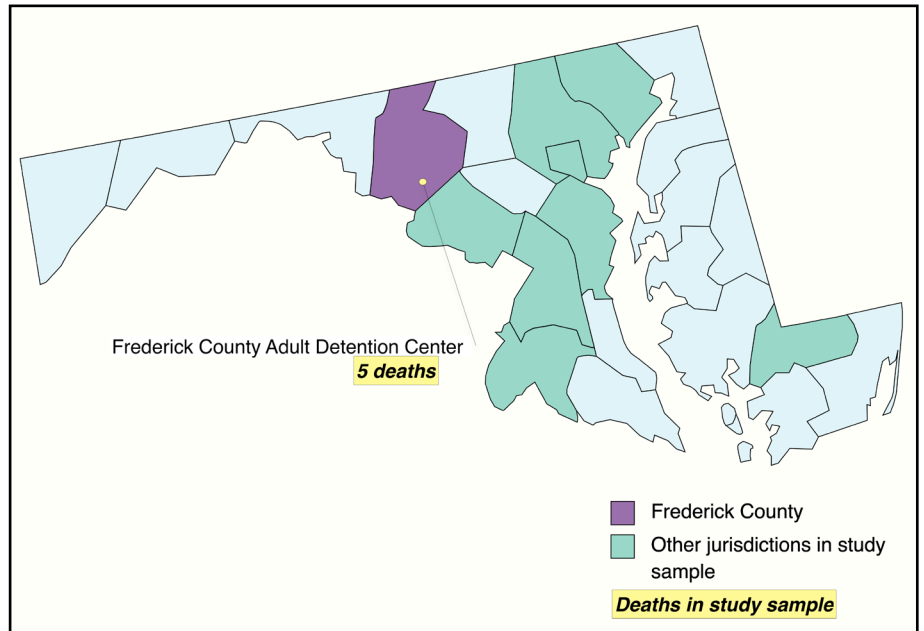 Frederick County Adult Detention Center
5 deaths
Frederick County
Other jurisdictions in study
sample
Deaths in study sample